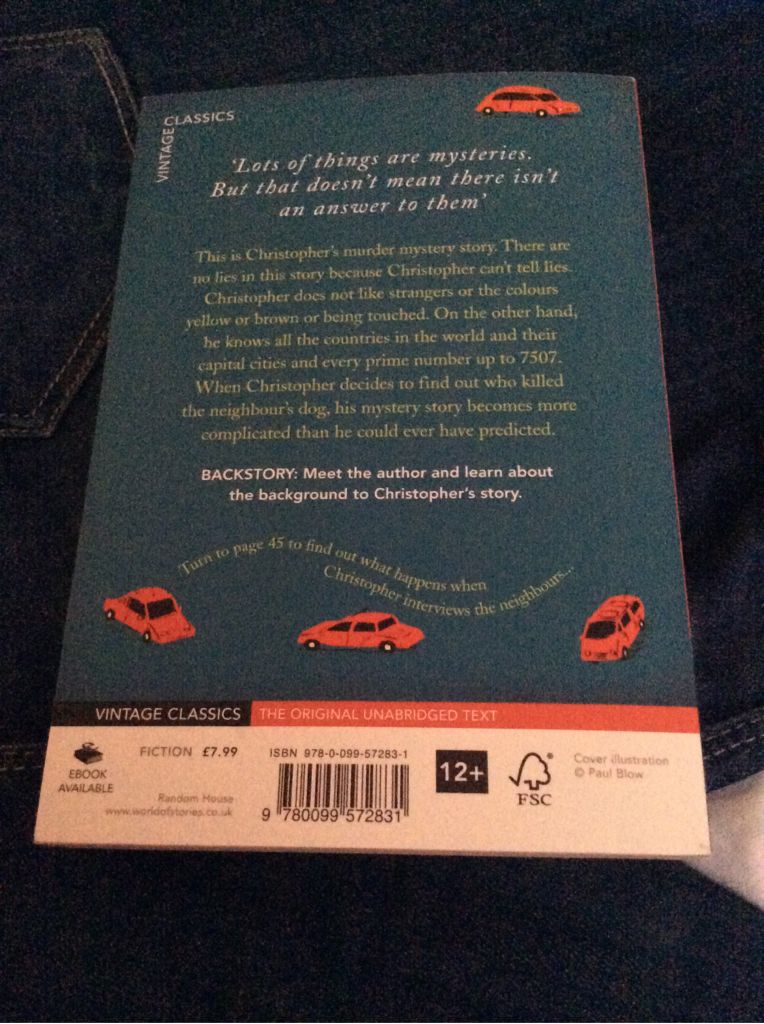 VINTAGE CLASSICS
'Lots of things are mysteries.
But that doesn't mean there isn't
an answer to them'
This is Christopher's murder mystery story. There are
no lies in this story because Christopher can't tell lies.
Christopher does not like strangers or the colours
yellow or brown or being touched. On the other hand,
he knows all the countries in the world and their
capital cities and every prime number up to 7507.
When Christopher decides to find out who killed
the neighbour's dog, his mystery story becomes more
complicated than he could ever have predicted.
BACKSTORY: Meet the author and learn about
the background to Christopher's story.
Turn to page 45 to find out what happens when
Christopher interviews the neighbours...
VINTAGE CLASSICS THE ORIGINAL UNABRIDGED TEXT
EBOOK
AVAILABLE
FICTION £7.99
Random House
www.worldofstories.co.uk
ISBN 978-0-099-57283-1
9 780099 572831
12+
FSC
Cover illustration
© Paul Blow